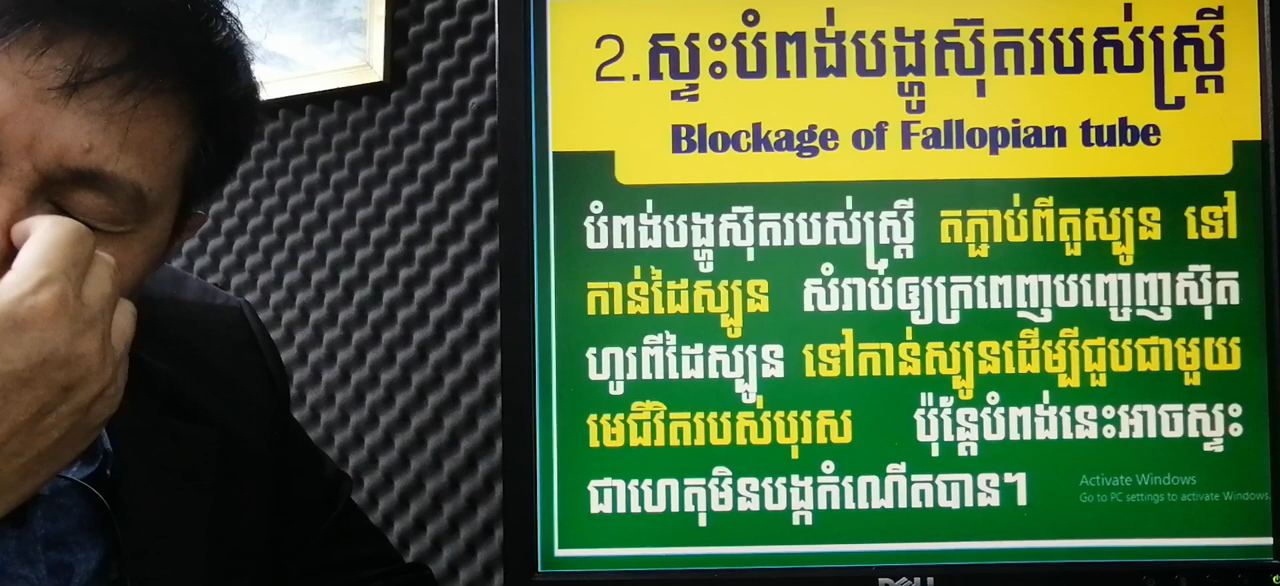 2.ស្ទះបំពង់បង្ហូរស៊ុតរបស់ស្ត្រី
Blockage of Fallopian tube
បំពង់បង្ហូរស៊ុតរបស់ស្ត្រី តភ្ជាប់ពីតួស្បូន ទៅ
កាន់ដៃស្បូន សំរាប់ឲ្យក្រពេញបញ្ចេញស៊ុត
ហូរពីដៃស្បូន ទៅកាន់ស្បូនដើម្បីជួបជាមួយ
មេជីវិតរបស់បុរស ប៉ុន្តែបំពង់នេះអាចស្ទះ
ជាហេតុមិនបង្កកំណើតបាន។
Activate Windows
Go to PC settings to activate Windows.
DELL